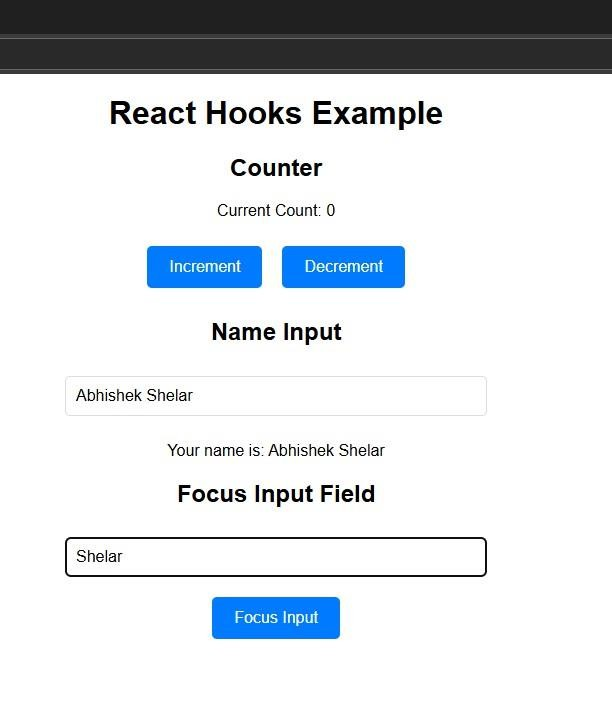 React Hooks Example
Counter
Current Count: 0
Increment Decrement
Name Input
Abhishek Shelar
Your name is: Abhishek Shelar
Focus Input Field
Shelar
Focus Input